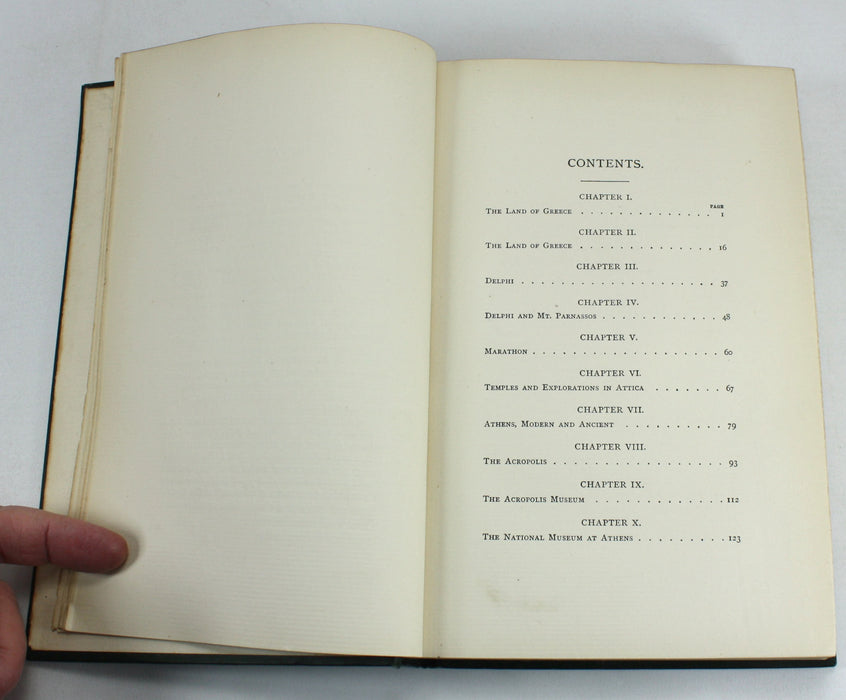 CONTENTS.
CHAPTER I.
PAGE
The Land of Greece . . . . . . . . . . . . . . 1
CHAPTER II.
The Land of Greece . . . . . . . . . . . . . . 16
CHAPTER III.
Delphi . . . . . . . . . . . . . . . . . . . . 37
CHAPTER IV.
Delphi and Mt. Parnassos . . . . . . . . . . . . 48
CHAPTER V.
Marathon . . . . . . . . . . . . . . . . . . . 60
CHAPTER VI.
Temples and Explorations in Attica . . . . . . . 67
CHAPTER VII.
Athens, Modern and Ancient . . . . . . . . . . 79
CHAPTER VIII.
The Acropolis . . . . . . . . . . . . . . . . . 93
CHAPTER IX.
The Acropolis Museum . . . . . . . . . . . . . 112
CHAPTER X.
The National Museum at Athens . . . . . . . . . 123